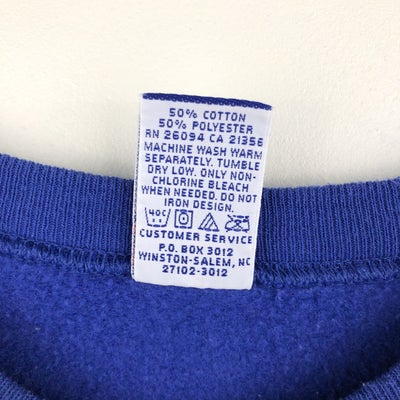 50% COTTON
50% POLYESTER
RN 26094 CA 21356
MACHINE WASH WARM
SEPARATELY. TUMBLE
DRY LOW. ONLY NON-
CHLORINE BLEACH
WHEN NEEDED. DO NOT
IRON DESIGN.
40C
CUSTOMER SERVICE
P.O. BOX 3012
WINSTON-SALEM, NC
27102-3012